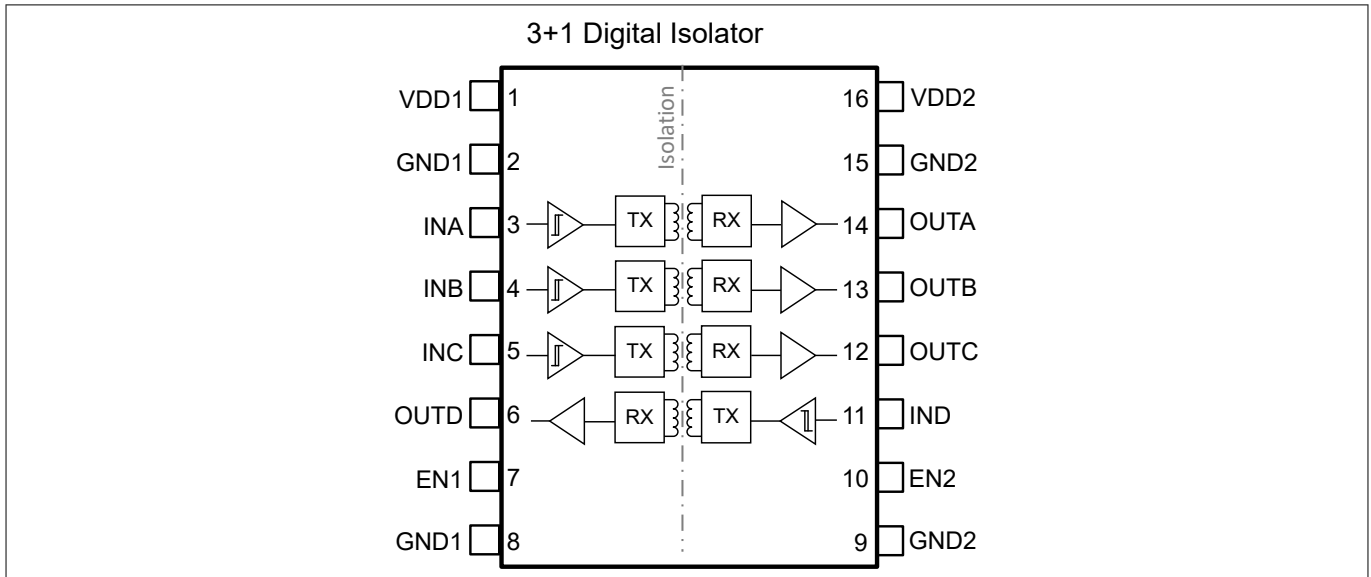 3+1 Digital Isolator
VDD1 1 Isolation 16 VDD2
GND1 2 15 GND2
INA 3 TX RX 14 OUTA
INB 4 TX RX 13 OUTB
INC 5 TX RX 12 OUTC
OUTD 6 RX TX 11 IND
EN1 7 10 EN2
GND1 8 9 GND2